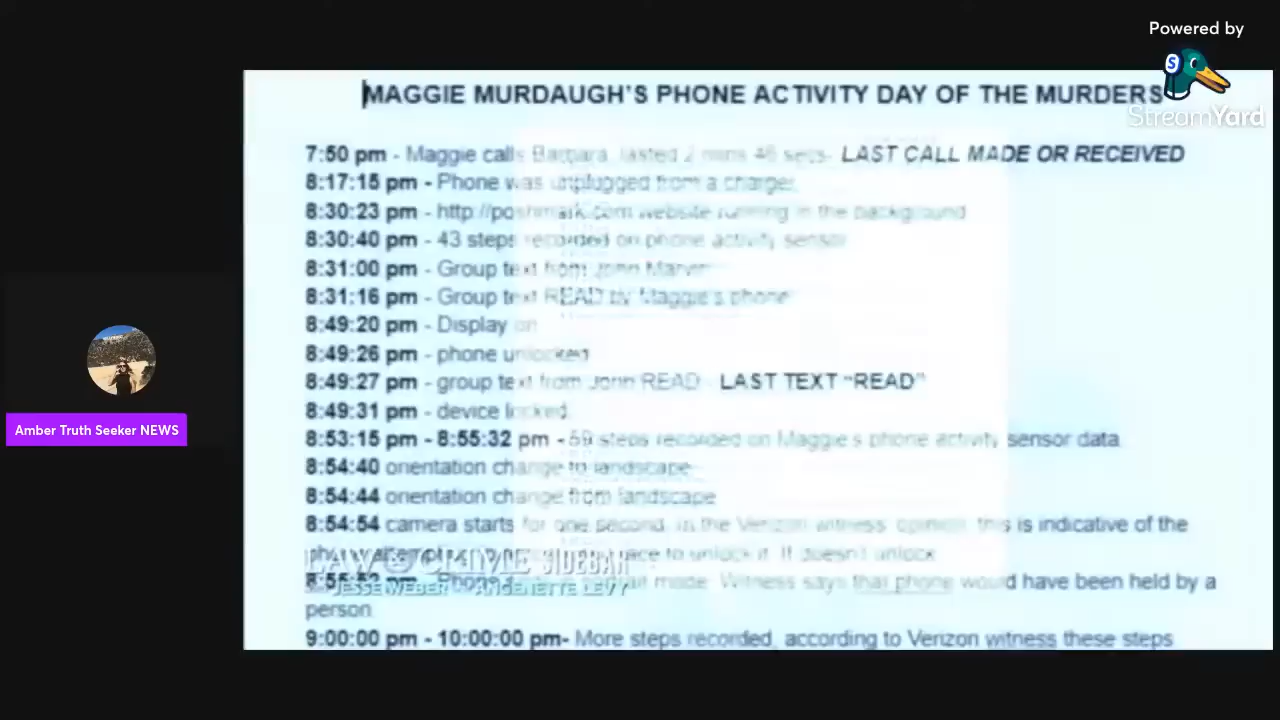 Powered by
StreamYard
MAGGIE MURDAUGH'S PHONE ACTIVITY DAY OF THE MURDERS
7:50 pm - Maggie calls Barbara, lasted 2 mins 46 secs- LAST CALL MADE OR RECEIVED
8:17:15 pm - Phone was unplugged from a charger
8:30:23 pm - http://poshmark.com website running in the background
8:30:40 pm - 43 steps recorded on phone activity sensor
8:31:00 pm - Group text from John Marvin
8:31:16 pm - Group text READ by Maggie's phone
8:49:20 pm - Display on
8:49:26 pm - phone unlocked
8:49:27 pm - group text from John READ - LAST TEXT "READ"
8:49:31 pm - device locked
8:53:15 pm - 8:55:32 pm - 59 steps recorded on Maggie's phone activity sensor data
8:54:40 orientation change to landscape
8:54:44 orientation change from landscape
8:54:54 camera starts for one second. In the Verizon witness' opinion, this is indicative of the
to unlock it. It doesn't unlock
LAW & CRIME SIDEBAR
JESSE WEBER ANGENETTE LEVY
pm - Phone mode. Witness says that phone would have been held by a
person
9:00:00 pm - 10:00:00 pm- More steps recorded, according to Verizon witness these steps
Amber Truth Seeker NEWS